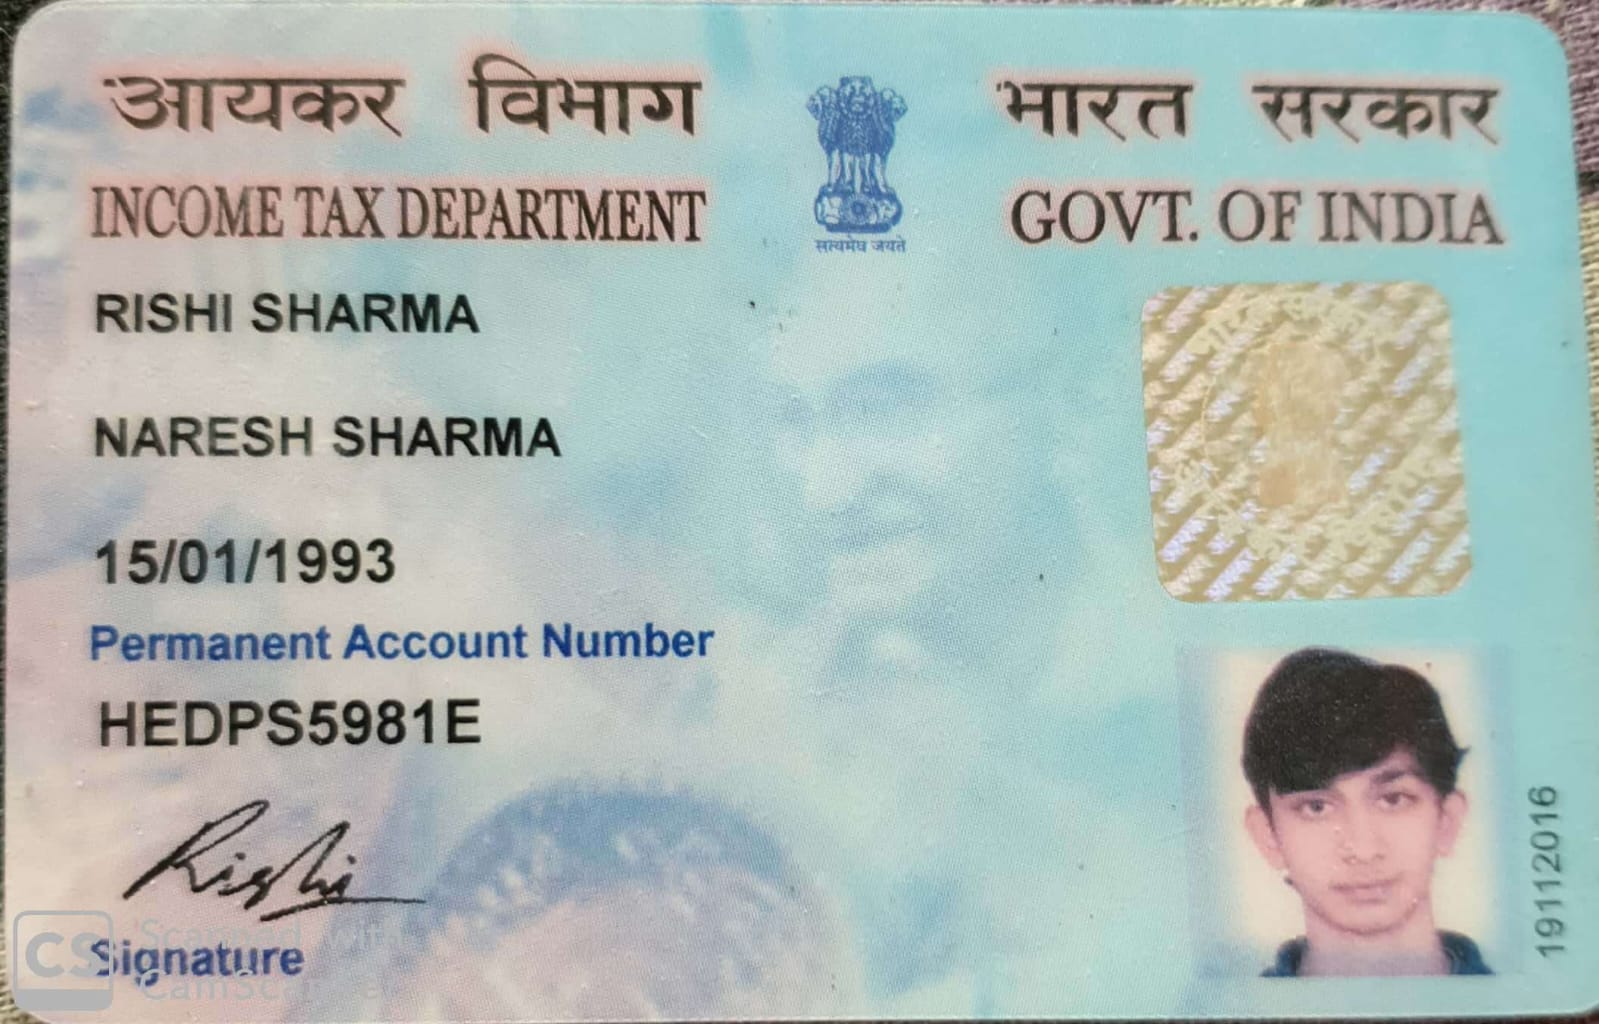 आयकर विभाग
भारत सरकार
INCOME TAX DEPARTMENT
GOVT. OF INDIA
सत्यमेव जयते
RISHI SHARMA
NARESH SHARMA
15/01/1993
Permanent Account Number
HEDPS5981E
Rishi
Signature
19112016
CS
Scanned with
CamScanner